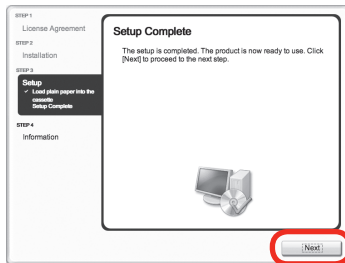 STEP 1
License Agreement
STEP 2
Installation
STEP 3
Setup
✓ Load plain paper into the
cassette
Setup Complete
STEP 4
Information
Setup Complete
The setup is completed. The product is now ready to use. Click
[Next] to proceed to the next step.
Next